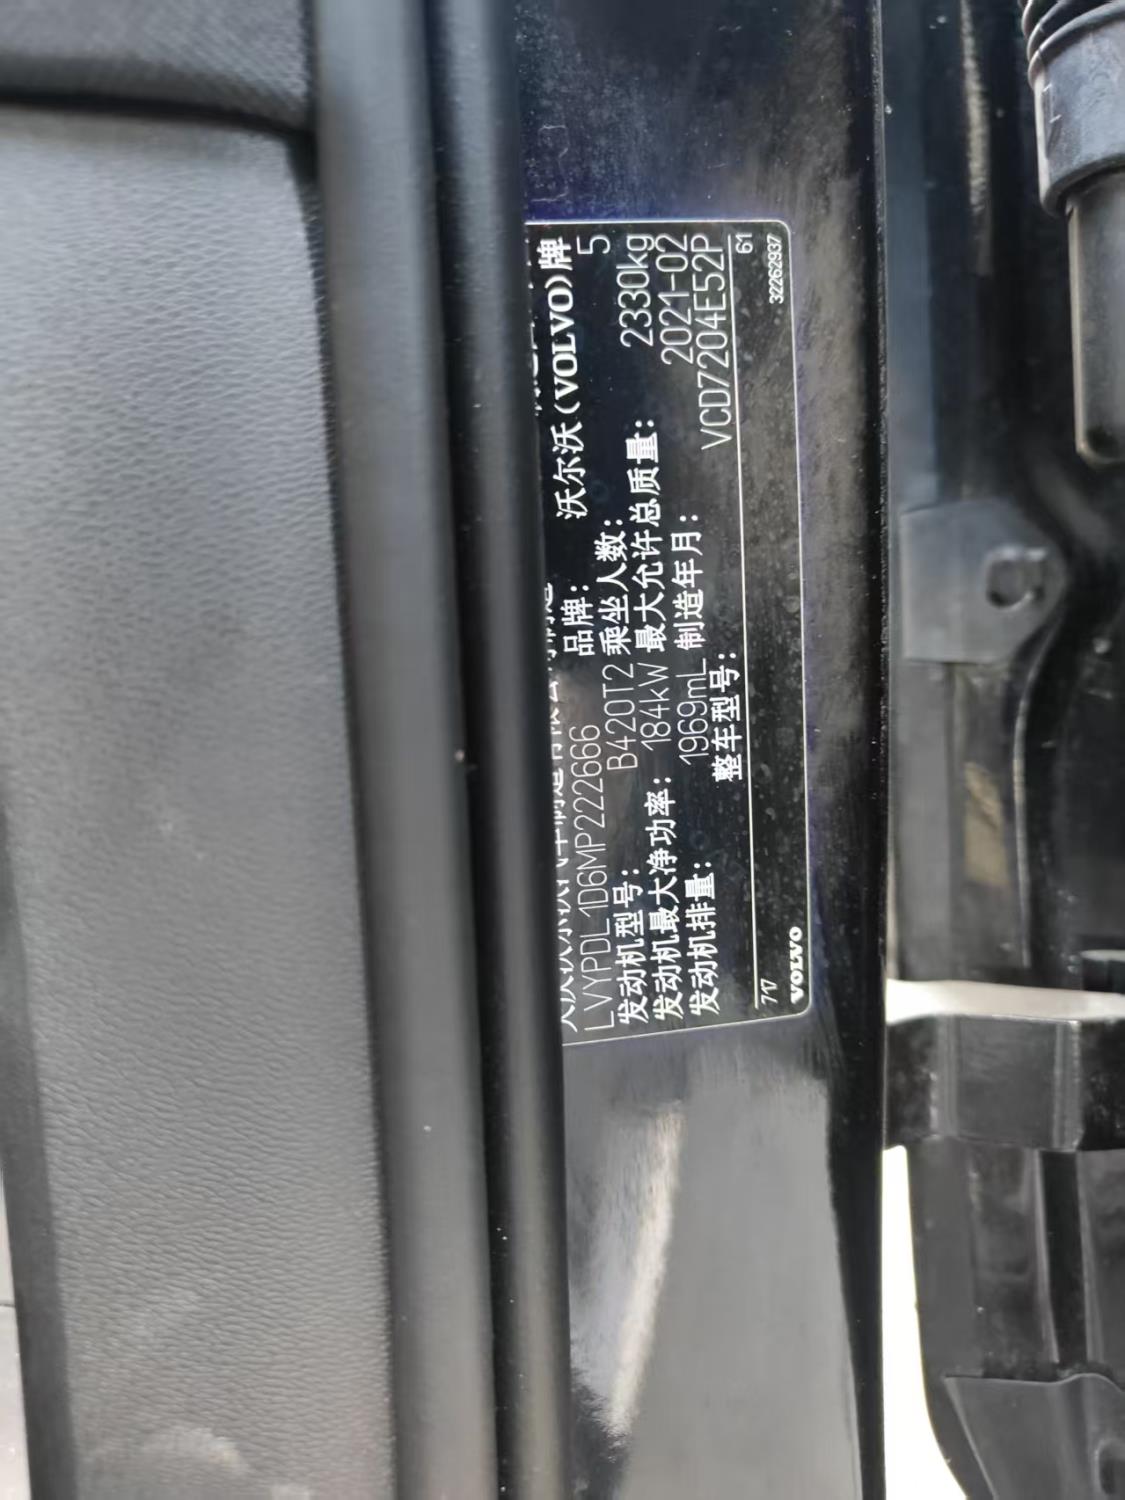 品牌： 沃尔沃(VOLVO)牌
LVYPDL1D6MP222666
发动机型号： B420T2 乘坐人数： 5
发动机最大净功率： 184kW 最大允许总质量： 2330kg
发动机排量： 1969mL 制造年月： 2021-02
整车型号： VCD7204E52P
717 61
VOLVO 32262937